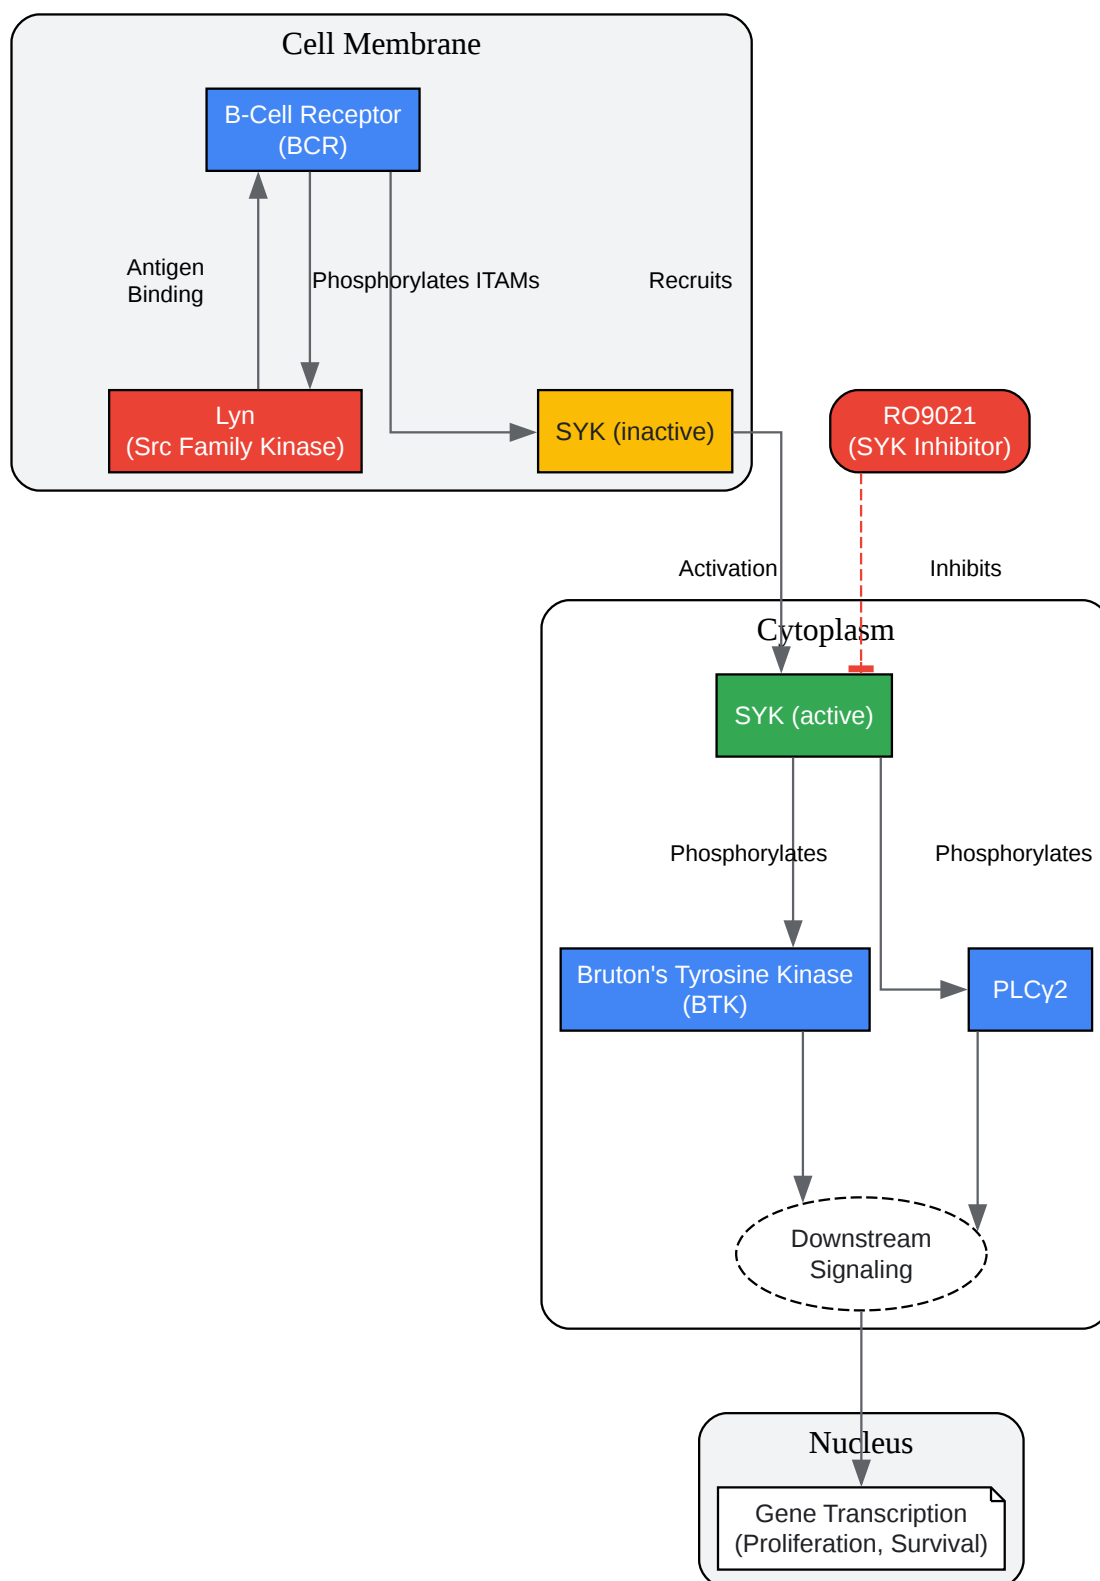 Cell Membrane
B-Cell Receptor
(BCR)
Antigen
Binding
Phosphorylates ITAMs
Recruits
Lyn
(Src Family Kinase)
SYK (inactive)
RO9021
(SYK Inhibitor)
Activation
Inhibits
Cytoplasm
SYK (active)
Phosphorylates
Phosphorylates
Bruton's Tyrosine Kinase
(BTK)
PLCγ2
Downstream
Signaling
Nucleus
Gene Transcription
(Proliferation, Survival)